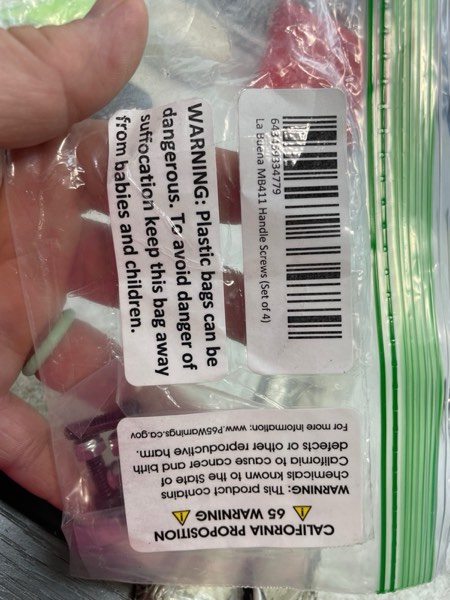 WARNING: Plastic bags can be
dangerous. To avoid danger of
suffocation keep this bag away
from babies and children.
643469334779
La Buena MB411 Handle Screws (Set of 4)
CALIFORNIA PROPOSITION
⚠ 65 WARNING ⚠
WARNING: This product contains
chemicals known to the State of
California to cause cancer and birth
defects or other reproductive harm.
For more information: www.P65Warnings.ca.gov